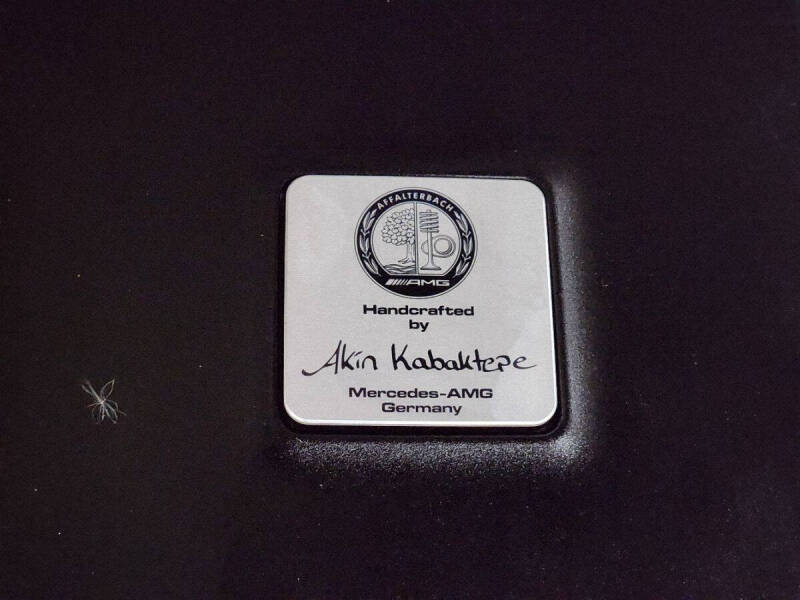 AFFALTERBACH
AMG
Handcrafted
by
Akin Kabaktepe
Mercedes-AMG
Germany